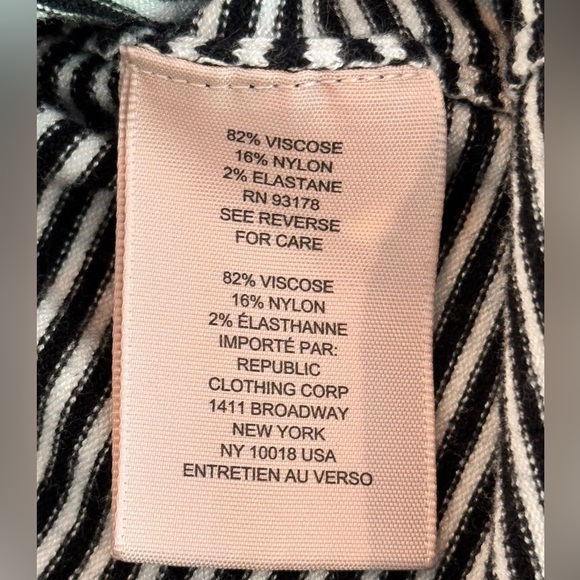 82% VISCOSE
16% NYLON
2% ELASTANE
RN 93178
SEE REVERSE
FOR CARE
82% VISCOSE
16% NYLON
2% ÉLASTHANNE
IMPORTÉ PAR:
REPUBLIC
CLOTHING CORP
1411 BROADWAY
NEW YORK
NY 10018 USA
ENTRETIEN AU VERSO